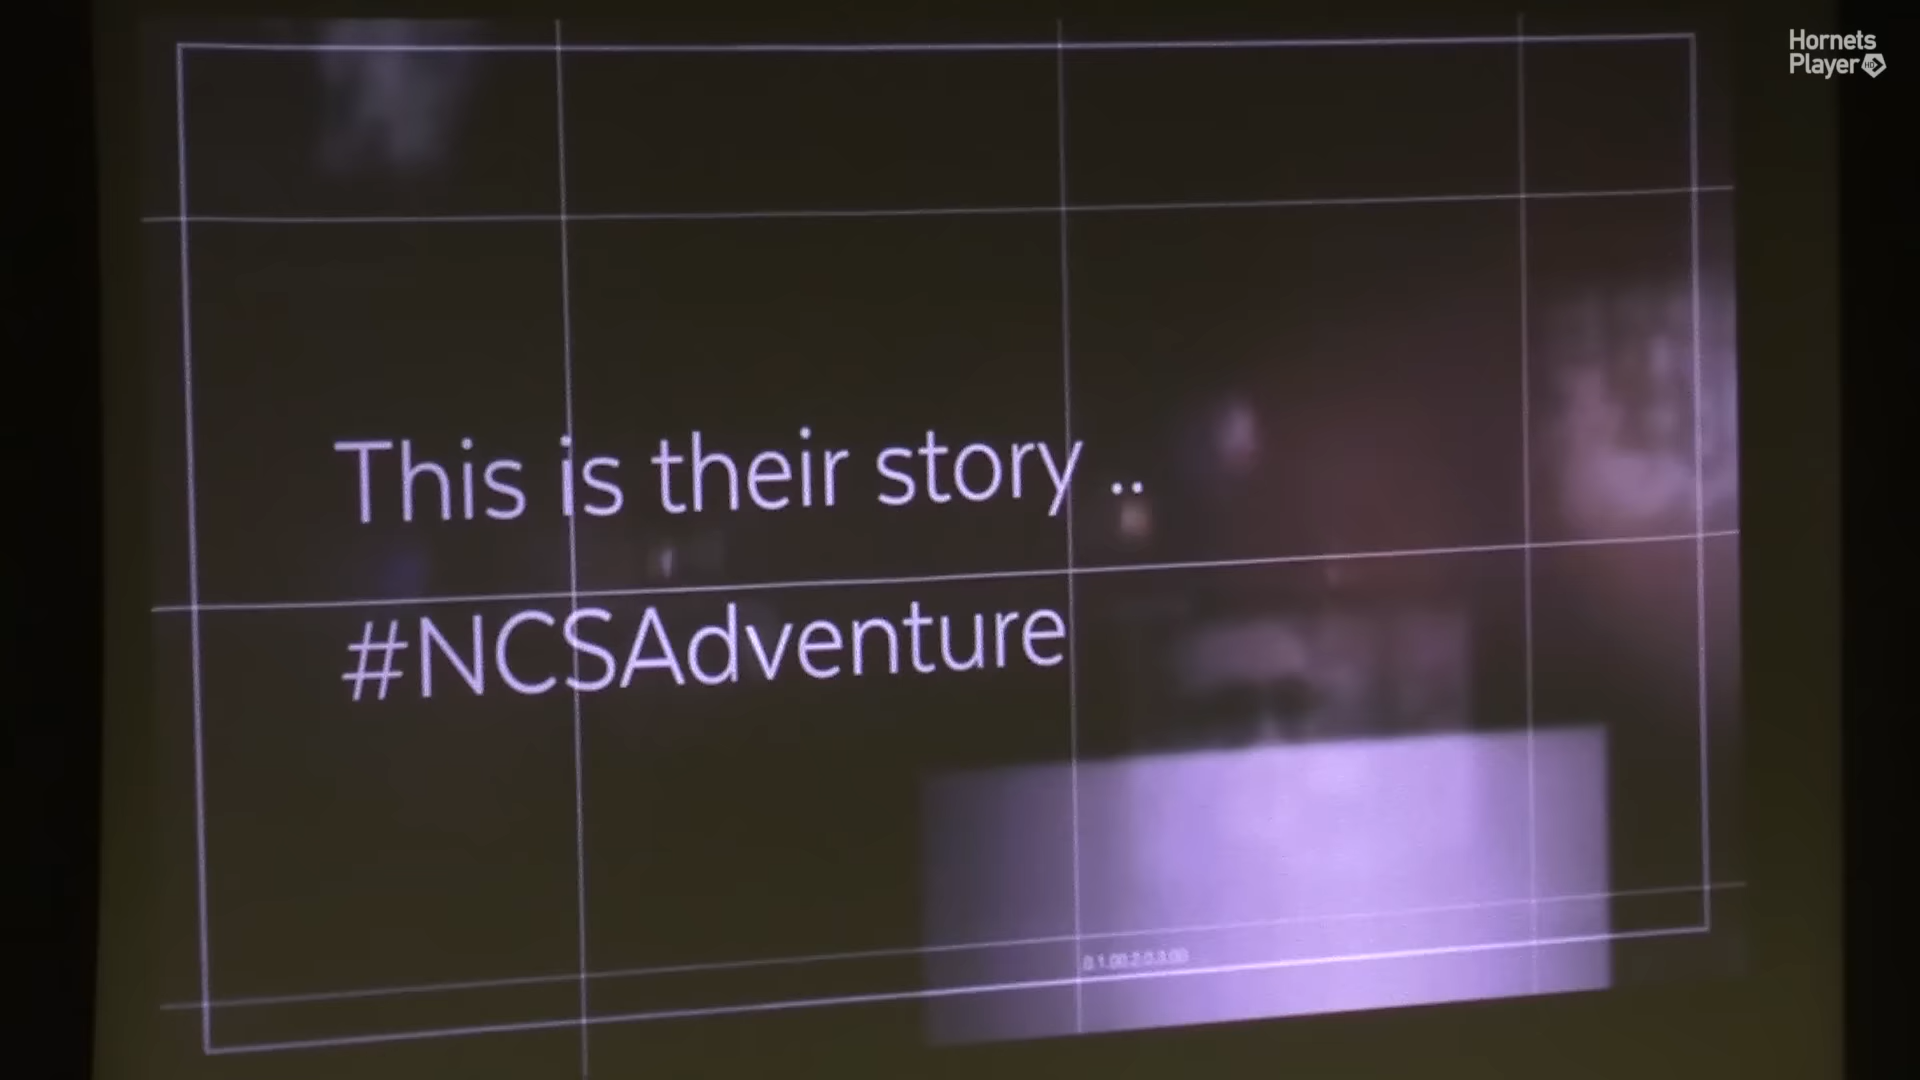 Hornets
Player
This is their story ..
#NCSAdventure